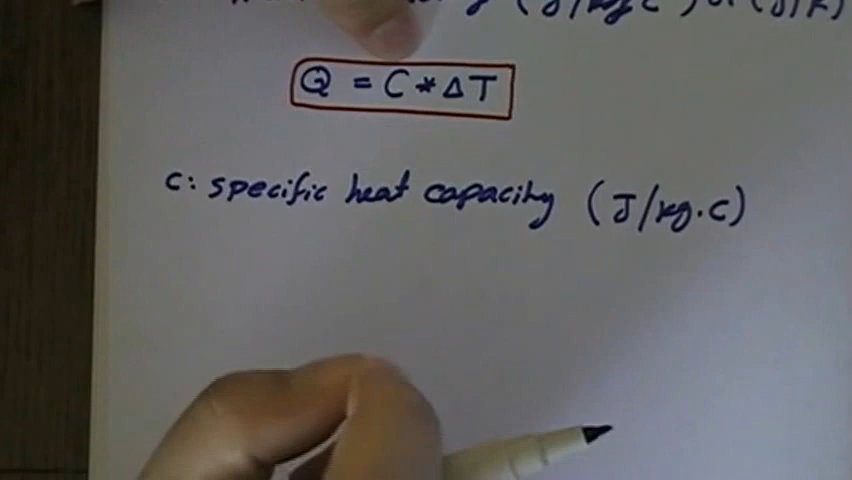 Q = C * ΔT
c: specific heat capacity (J/kg.c)